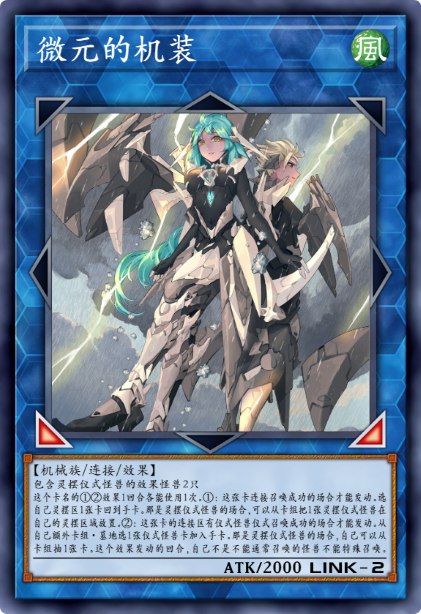 微元的机装
風
【机械族/连接/效果】
包含灵摆仪式怪兽的效果怪兽2只
这个卡名的①②效果1回合各能使用1次。①：这张卡连接召唤成功的场合才能发动。选
自己灵摆区1张卡回到手卡。那是灵摆仪式怪兽的场合，可以从卡组把1张灵摆仪式怪兽在
自己的灵摆区域放置。②：这张卡的连接区有仪式怪兽仪式召唤成功的场合才能发动。从
自己额外卡组·墓地选1张仪式怪兽卡加入手卡。那是灵摆仪式怪兽的场合，自己可以从
卡组抽1张卡。这个效果发动的回合，自己不是不能通常召唤的怪兽不能特殊召唤。
ATK/2000 LINK-2